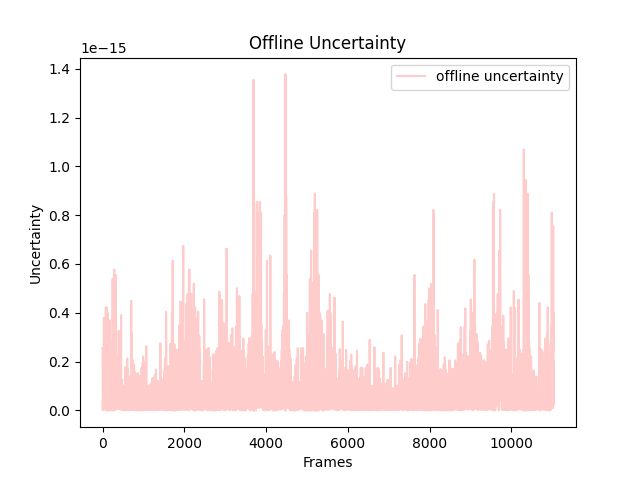 Offline Uncertainty
1e−15
offline uncertainty
1.4
1.2
1.0
0.8
0.6
0.4
0.2
0.0
Uncertainty
0
2000
4000
6000
8000
10000
Frames